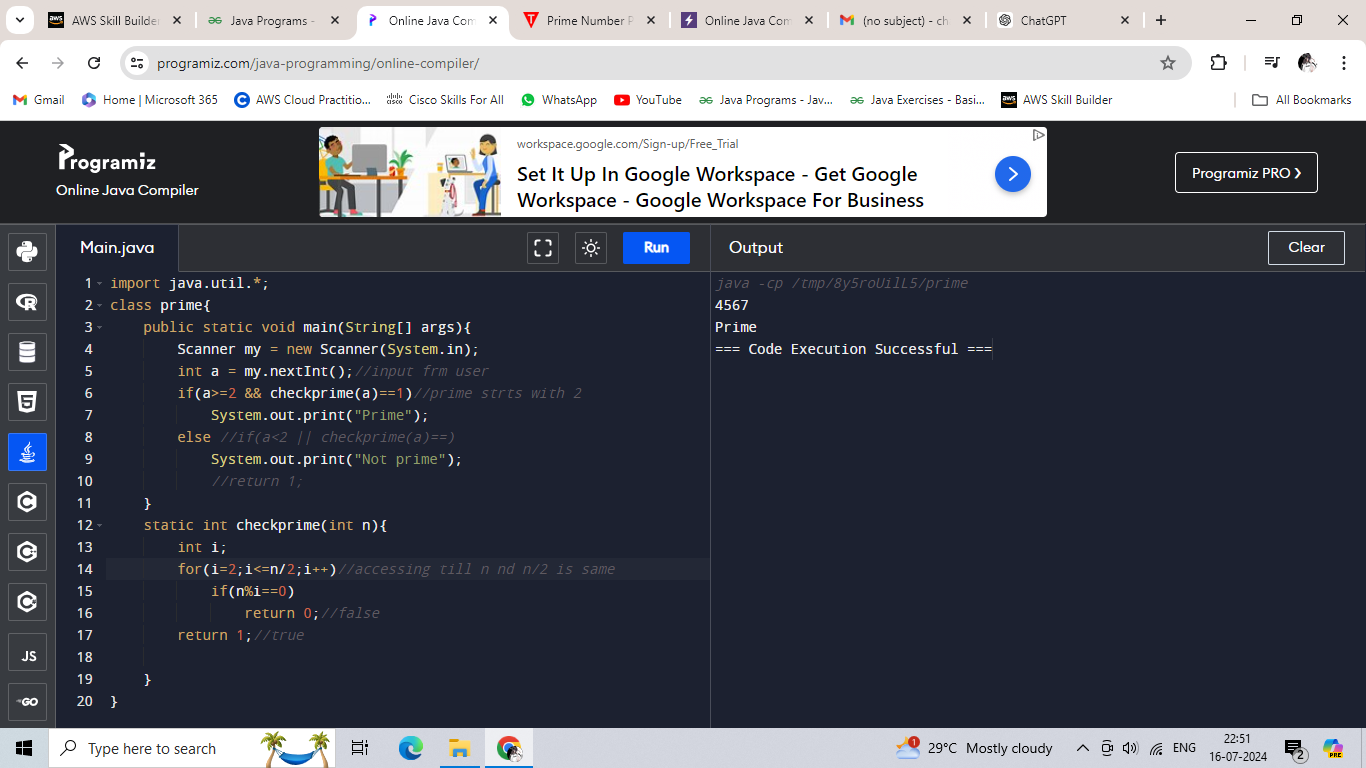 AWS Skill Builder
Java Programs -
Online Java Com
Prime Number P
Online Java Com
(no subject) - ch
ChatGPT
programiz.com/java-programming/online-compiler/
Gmail
Home | Microsoft 365
AWS Cloud Practitio...
Cisco Skills For All
WhatsApp
YouTube
Java Programs - Jav...
Java Exercises - Basi...
AWS Skill Builder
All Bookmarks
Programiz
Online Java Compiler
workspace.google.com/Sign-up/Free_Trial
Set It Up In Google Workspace - Get Google
Workspace - Google Workspace For Business
Programiz PRO ❯
Main.java
Run
Output
Clear
1 import java.util.*;
2 class prime{
3 public static void main(String[] args){
4 Scanner my = new Scanner(System.in);
5 int a = my.nextInt();//input frm user
6 if(a>=2 && checkprime(a)==1)//prime strts with 2
7 System.out.print("Prime");
8 else //if(a<2 || checkprime(a)==)
9 System.out.print("Not prime");
10 //return 1;
11 }
12 static int checkprime(int n){
13 int i;
14 for(i=2;i<=n/2;i++)//accessing till n nd n/2 is same
15 if(n%i==0)
16 return 0;//false
17 return 1;//true
18
19 }
20 }
java -cp /tmp/8y5roUilL5/prime
4567
Prime
=== Code Execution Successful ===
JS
GO
Type here to search
1
29°C Mostly cloudy
ENG
22:51
16-07-2024
2
PRE